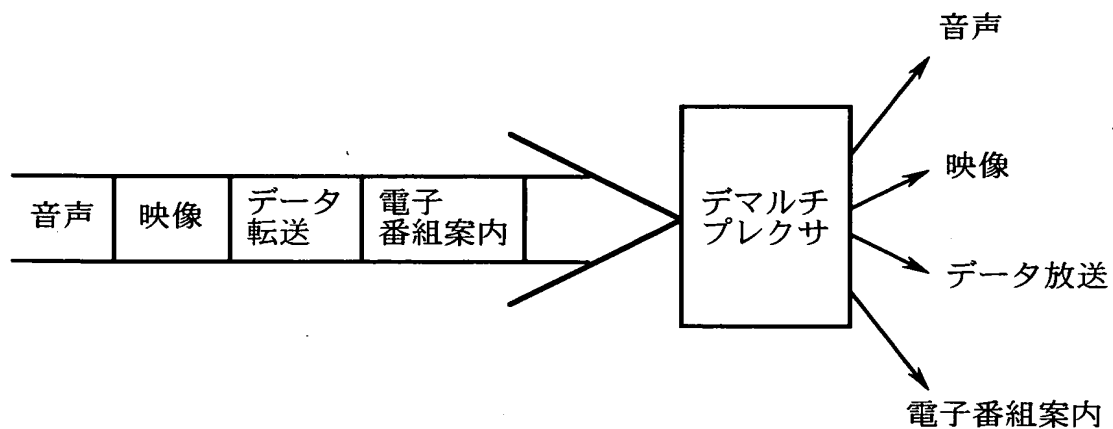 音声
映像
データ
転送
電子
番組案内
デマルチ
プレクサ
音声
映像
データ放送
電子番組案内